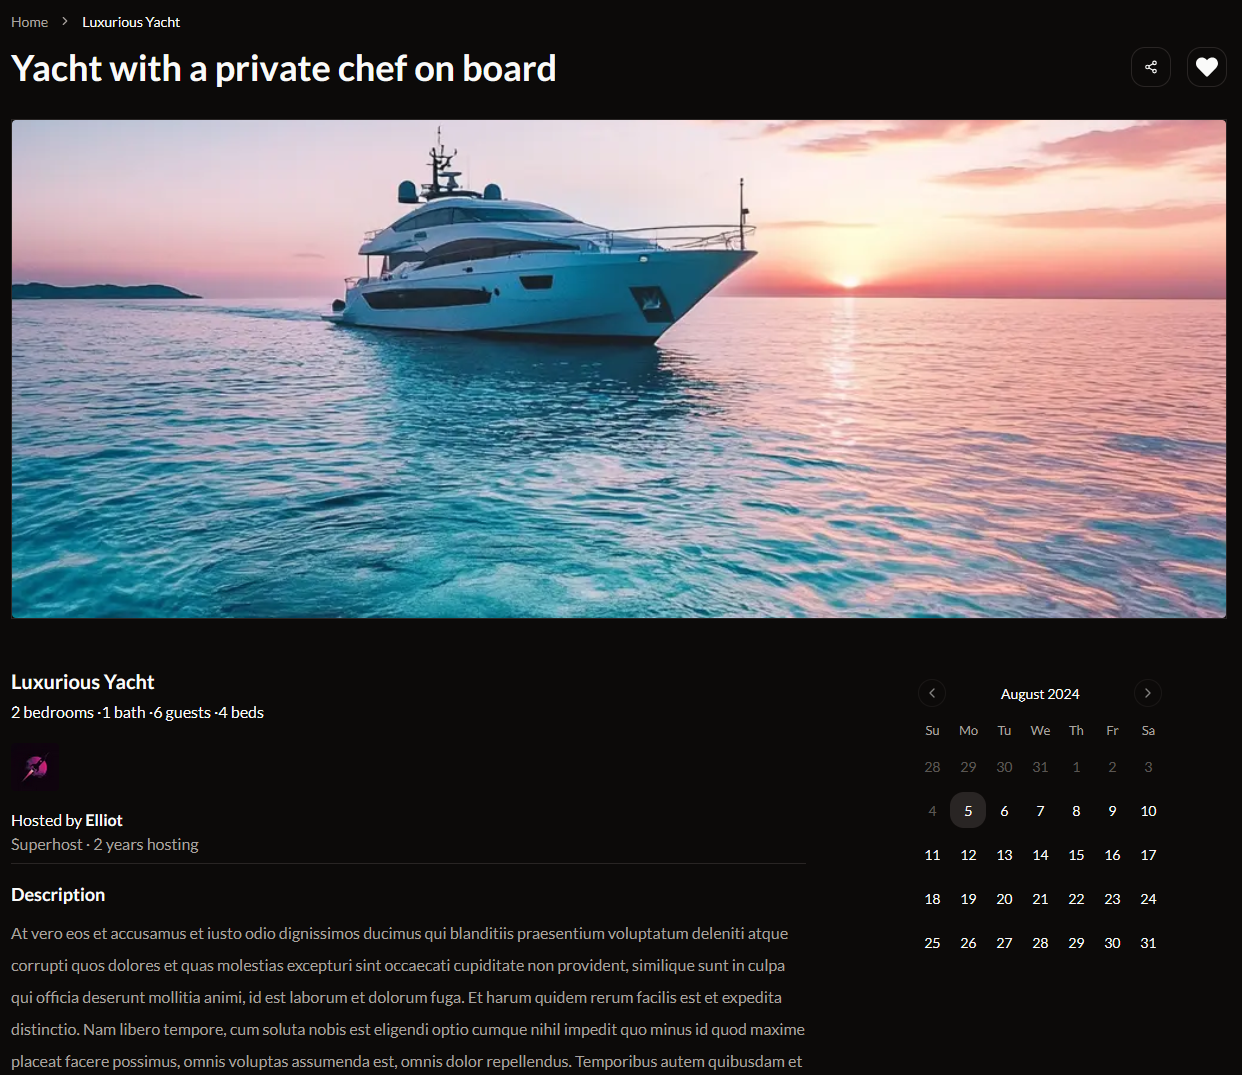 Home > Luxurious Yacht
Yacht with a private chef on board
Luxurious Yacht
2 bedrooms ·1 bath ·6 guests ·4 beds
Hosted by Elliot
Superhost · 2 years hosting
Description
At vero eos et accusamus et iusto odio dignissimos ducimus qui blanditiis praesentium voluptatum deleniti atque
corrupti quos dolores et quas molestias excepturi sint occaecati cupiditate non provident, similique sunt in culpa
qui officia deserunt mollitia animi, id est laborum et dolorum fuga. Et harum quidem rerum facilis est et expedita
distinctio. Nam libero tempore, cum soluta nobis est eligendi optio cumque nihil impedit quo minus id quod maxime
placeat facere possimus, omnis voluptas assumenda est, omnis dolor repellendus. Temporibus autem quibusdam et
August 2024
Su Mo Tu We Th Fr Sa
28 29 30 31 1 2 3
4 5 6 7 8 9 10
11 12 13 14 15 16 17
18 19 20 21 22 23 24
25 26 27 28 29 30 31